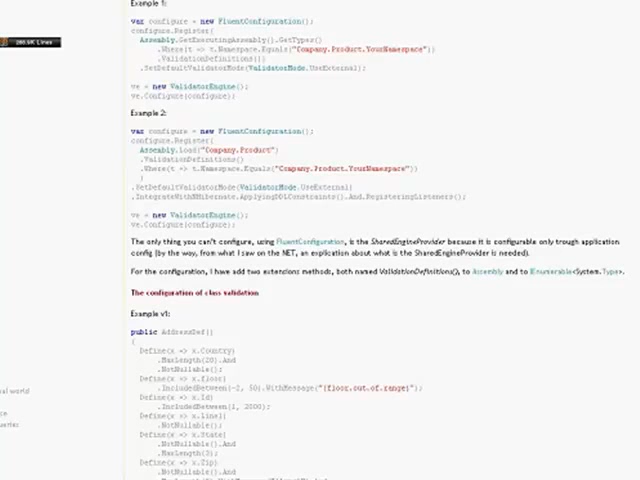 Example 1:
var configure = new FluentConfiguration();
configure.Register(
Assembly.GetExecutingAssembly().GetTypes()
.Where(t => t.Namespace.Equals("Company.Product.YourNamespace"))
.ValidationDefinitions())
.SetDefaultValidatorMode(ValidatorMode.UseExternal);
ve = new ValidatorEngine();
ve.Configure(configure);
Example 2:
var configure = new FluentConfiguration();
configure.Register(
Assembly.Load("Company.Product")
.ValidationDefinitions()
.Where(t => t.Namespace.Equals("Company.Product.YourNamespace"))
)
.SetDefaultValidatorMode(ValidatorMode.UseExternal)
.IntegrateWithNHibernate.ApplyingDDLConstraints().And.RegisteringListeners();
ve = new ValidatorEngine();
ve.Configure(configure);
The only thing you can't configure, using FluentConfiguration, is the SharedEngineProvider because it is configurable only trough application
config (by the way, from what I saw on the NET, an explication about what is the SharedEngineProvider is needed).
For the configuration, I have add two extensions methods, both named ValidationDefinitions(), to Assembly and to IEnumerable<System.Type>.
The configuration of class validation
Example v1:
public AddressDef()
{
Define(x => x.Country)
.MaxLength(20).And
.NotNullable();
Define(x => x.floor)
.IncludedBetween(-2, 50).WithMessage("{floor.out.of.range}");
Define(x => x.Id)
.IncludedBetween(1, 2000);
Define(x => x.Line1)
.NotNullable();
Define(x => x.State)
.NotNullable().And
.MaxLength(3);
Define(x => x.Zip)
.NotNullable().And
Lines
world